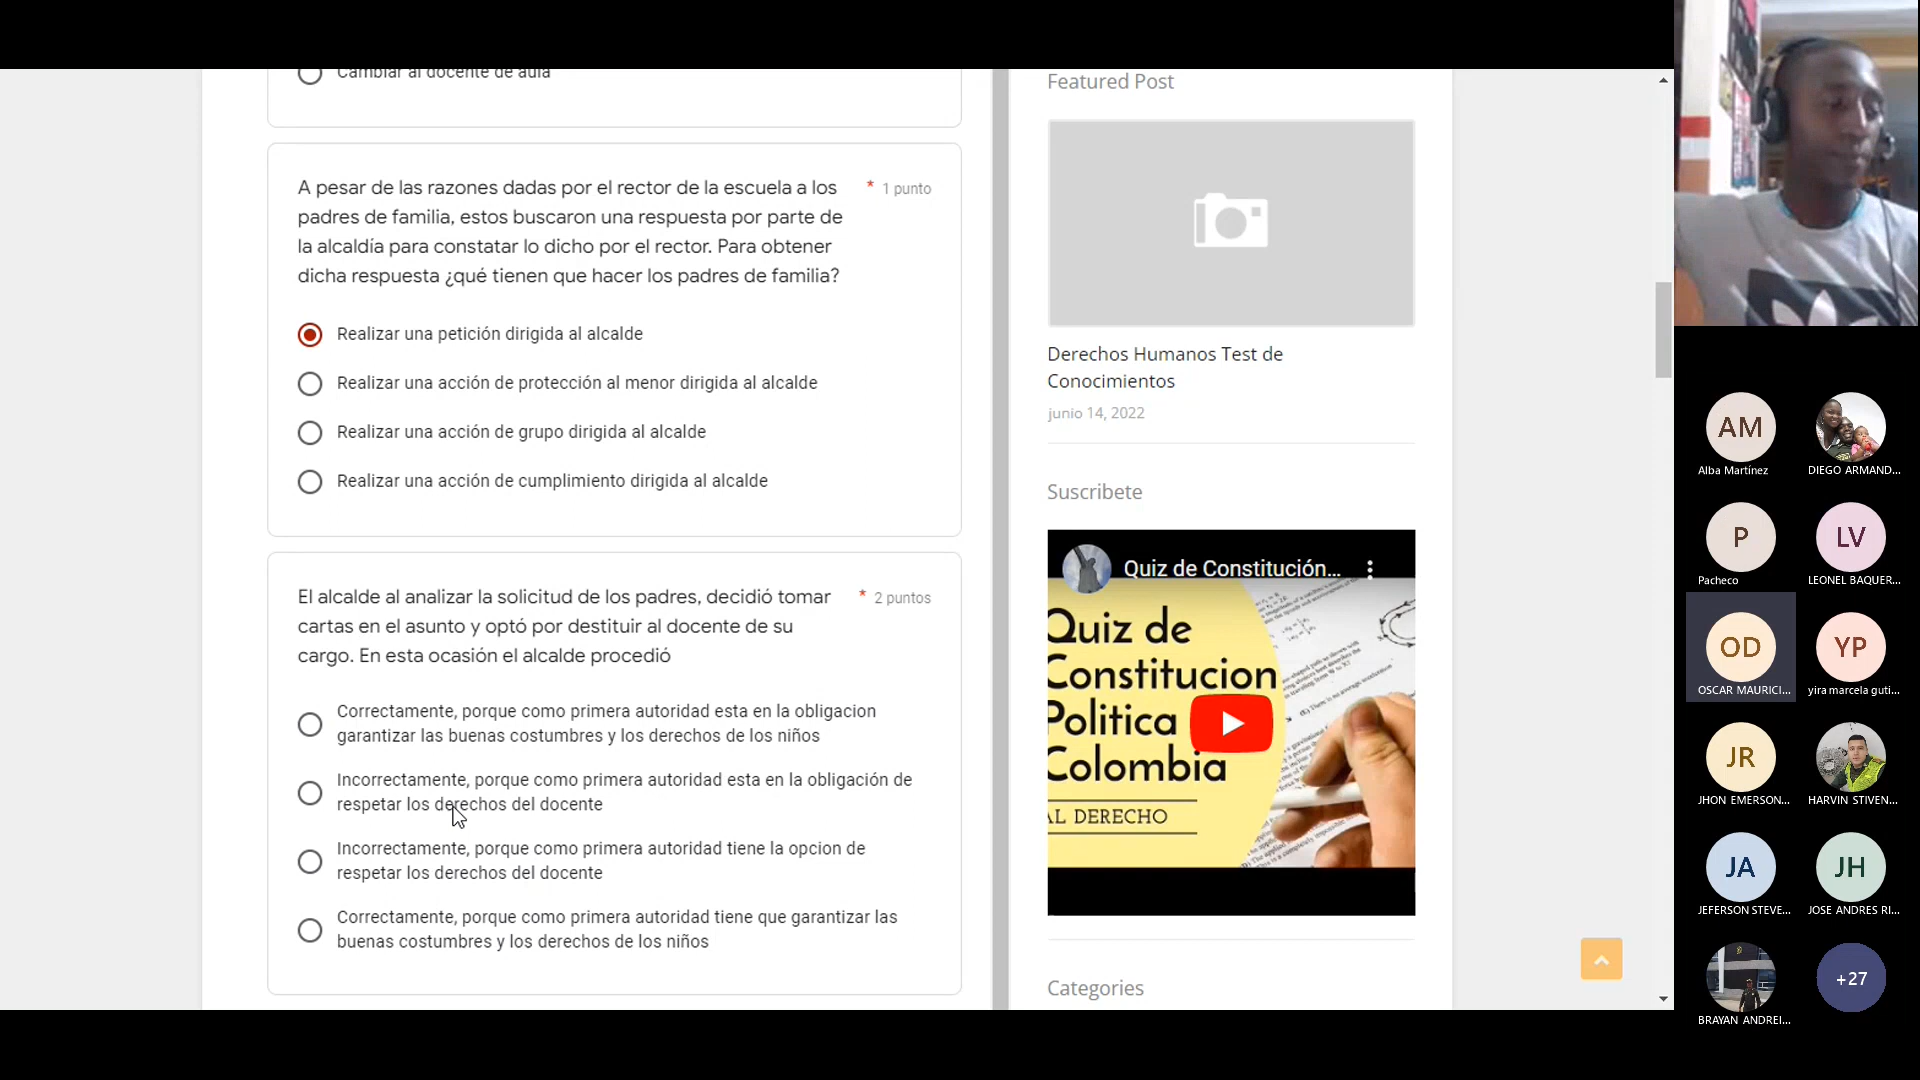 Cambiar al docente de aula
A pesar de las razones dadas por el rector de la escuela a los
padres de familia, estos buscaron una respuesta por parte de
la alcaldía para constatar lo dicho por el rector. Para obtener
dicha respuesta ¿qué tienen que hacer los padres de familia?
* 1 punto
Realizar una petición dirigida al alcalde
Realizar una acción de protección al menor dirigida al alcalde
Realizar una acción de grupo dirigida al alcalde
Realizar una acción de cumplimiento dirigida al alcalde
El alcalde al analizar la solicitud de los padres, decidió tomar
cartas en el asunto y optó por destituir al docente de su
cargo. En esta ocasión el alcalde procedió
* 2 puntos
Correctamente, porque como primera autoridad esta en la obligacion
garantizar las buenas costumbres y los derechos de los niños
Incorrectamente, porque como primera autoridad esta en la obligación de
respetar los derechos del docente
Incorrectamente, porque como primera autoridad tiene la opcion de
respetar los derechos del docente
Correctamente, porque como primera autoridad tiene que garantizar las
buenas costumbres y los derechos de los niños
Featured Post
Derechos Humanos Test de
Conocimientos
junio 14, 2022
Suscribete
Quiz de Constitución...
Quiz de
Constitucion
Politica
Colombia
AL DERECHO
Categories
AM
Alba Martínez
DIEGO ARMAND...
P
Pacheco
LV
LEONEL BAQUER...
OD
OSCAR MAURICI...
YP
yira marcela guti...
JR
JHON EMERSON...
HARVIN STIVEN...
JA
JEFERSON STEVE...
JH
JOSE ANDRES RI...
BRAYAN ANDREI...
+27